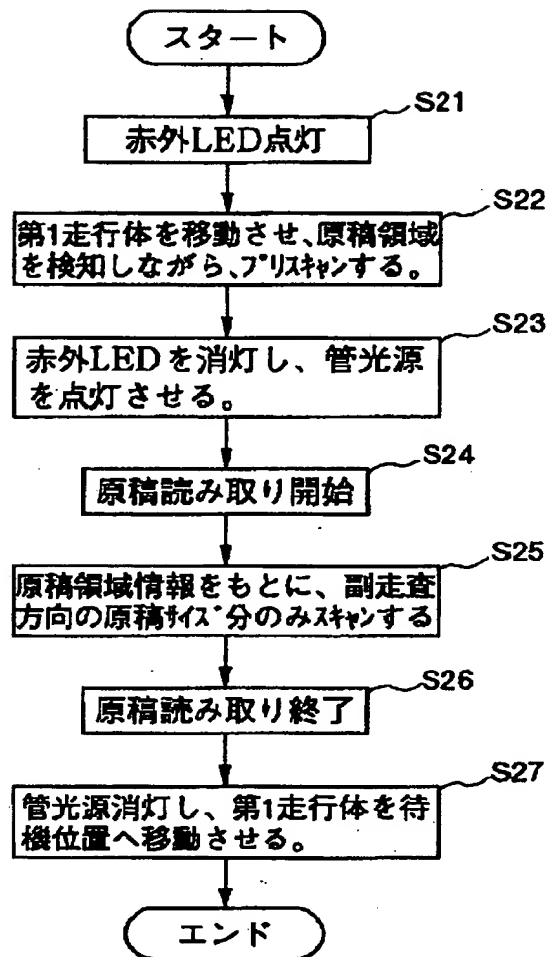 スタート
S21
赤外LED点灯
S22
第1走行体を移動させ、原稿領域
を検知しながら、プリスキャンする。
S23
赤外LEDを消灯し、管光源
を点灯させる。
S24
原稿読み取り開始
S25
原稿領域情報をもとに、副走査
方向の原稿サイズ分のみスキャンする
S26
原稿読み取り終了
S27
管光源消灯し、第1走行体を待
機位置へ移動させる。
エンド